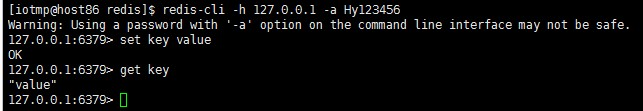 [iotmp@host86 redis]$ redis-cli -h 127.0.0.1 -a Hy123456
Warning: Using a password with '-a' option on the command line interface may not be safe.
127.0.0.1:6379> set key value
OK
127.0.0.1:6379> get key
"value"
127.0.0.1:6379>